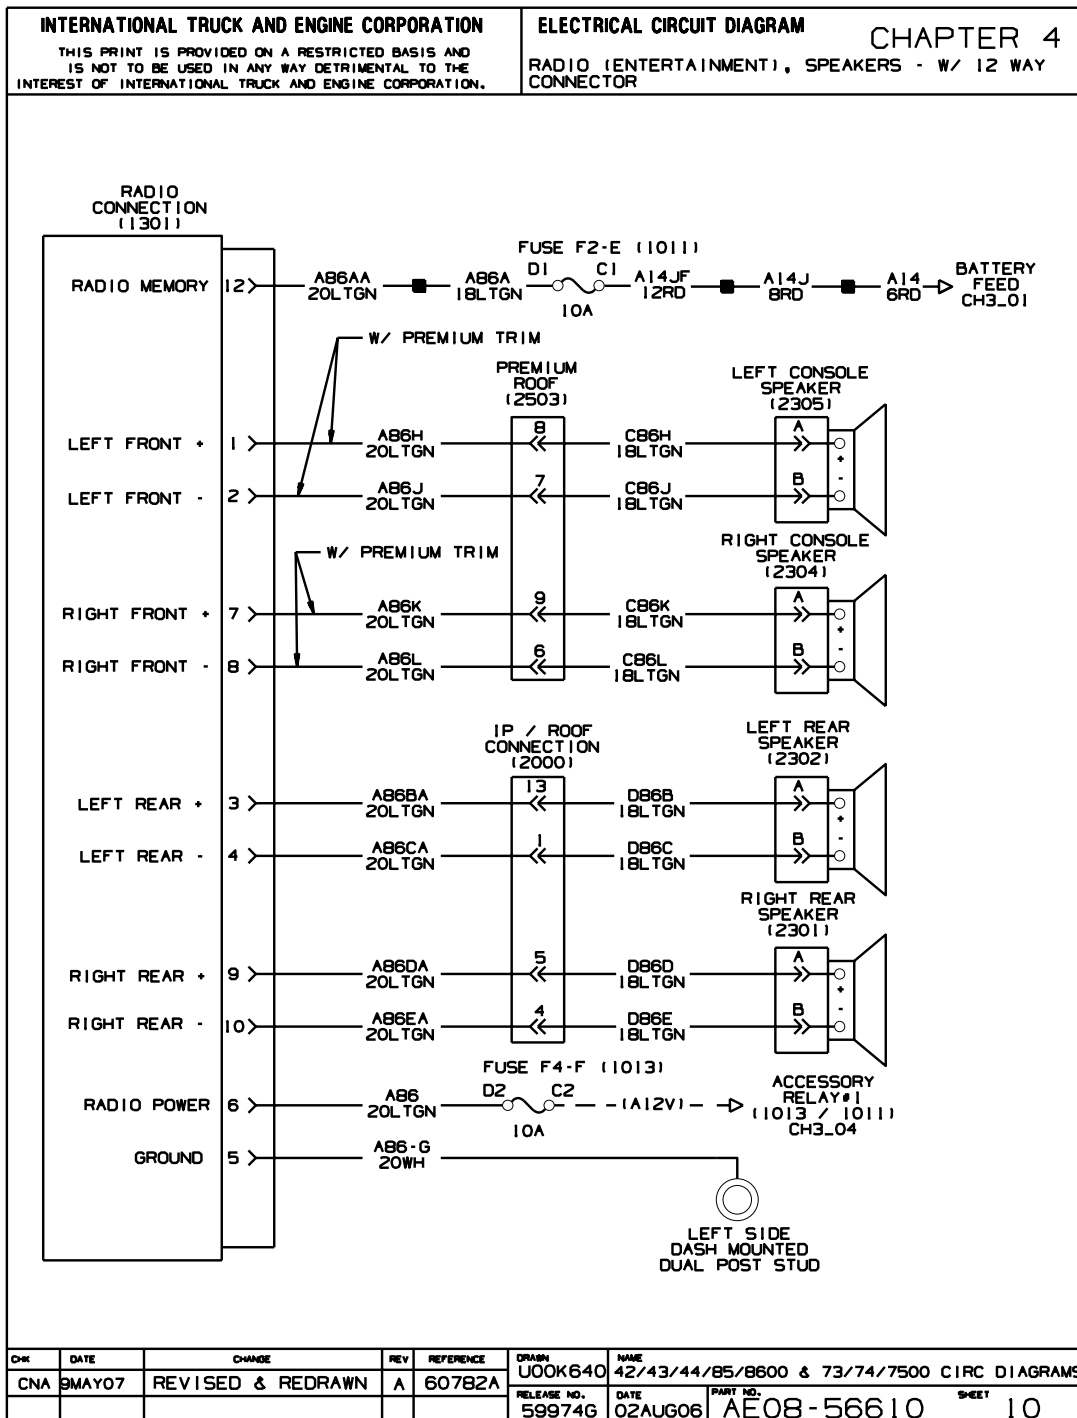 INTERNATIONAL TRUCK AND ENGINE CORPORATION
THIS PRINT IS PROVIDED ON A RESTRICTED BASIS AND
IS NOT TO BE USED IN ANY WAY DETRIMENTAL TO THE
INTEREST OF INTERNATIONAL TRUCK AND ENGINE CORPORATION.
ELECTRICAL CIRCUIT DIAGRAM
CHAPTER 4
RADIO (ENTERTAINMENT), SPEAKERS - W/ 12 WAY
CONNECTOR
RADIO
CONNECTION
(1301)
FUSE F2-E (1011)
RADIO MEMORY 12
A86AA
20LTGN
A86A
18LTGN
D1 C1
10A
A14JF
12RD
A14J
8RD
A14
6RD
BATTERY
FEED
CH3_01
W/ PREMIUM TRIM
PREMIUM
ROOF
(2503)
LEFT CONSOLE
SPEAKER
(2305)
LEFT FRONT + 1
A86H
20LTGN
8
C86H
18LTGN
A
+
LEFT FRONT - 2
A86J
20LTGN
7
C86J
18LTGN
B
-
W/ PREMIUM TRIM
RIGHT CONSOLE
SPEAKER
(2304)
RIGHT FRONT + 7
A86K
20LTGN
9
C86K
18LTGN
A
+
RIGHT FRONT - 8
A86L
20LTGN
6
C86L
18LTGN
B
-
IP / ROOF
CONNECTION
(2000)
LEFT REAR
SPEAKER
(2302)
LEFT REAR + 3
A86BA
20LTGN
13
D86B
18LTGN
A
+
LEFT REAR - 4
A86CA
20LTGN
1
D86C
18LTGN
B
-
RIGHT REAR
SPEAKER
(2301)
RIGHT REAR + 9
A86DA
20LTGN
5
D86D
18LTGN
A
+
RIGHT REAR - 10
A86EA
20LTGN
4
D86E
18LTGN
B
-
FUSE F4-F (1013)
RADIO POWER 6
A86
20LTGN
D2 C2
10A
(A12V)
ACCESSORY
RELAY#1
(1013 / 1011)
CH3_04
GROUND 5
A86-G
20WH
LEFT SIDE
DASH MOUNTED
DUAL POST STUD
CHK DATE CHANGE REV REFERENCE
CNA 9MAY07 REVISED & REDRAWN A 60782A
DRAWN
U00K640
NAME
42/43/44/85/8600 & 73/74/7500 CIRC DIAGRAMS
RELEASE NO.
59974G
DATE
02AUG06
PART NO.
AE08-56610
SHEET
10